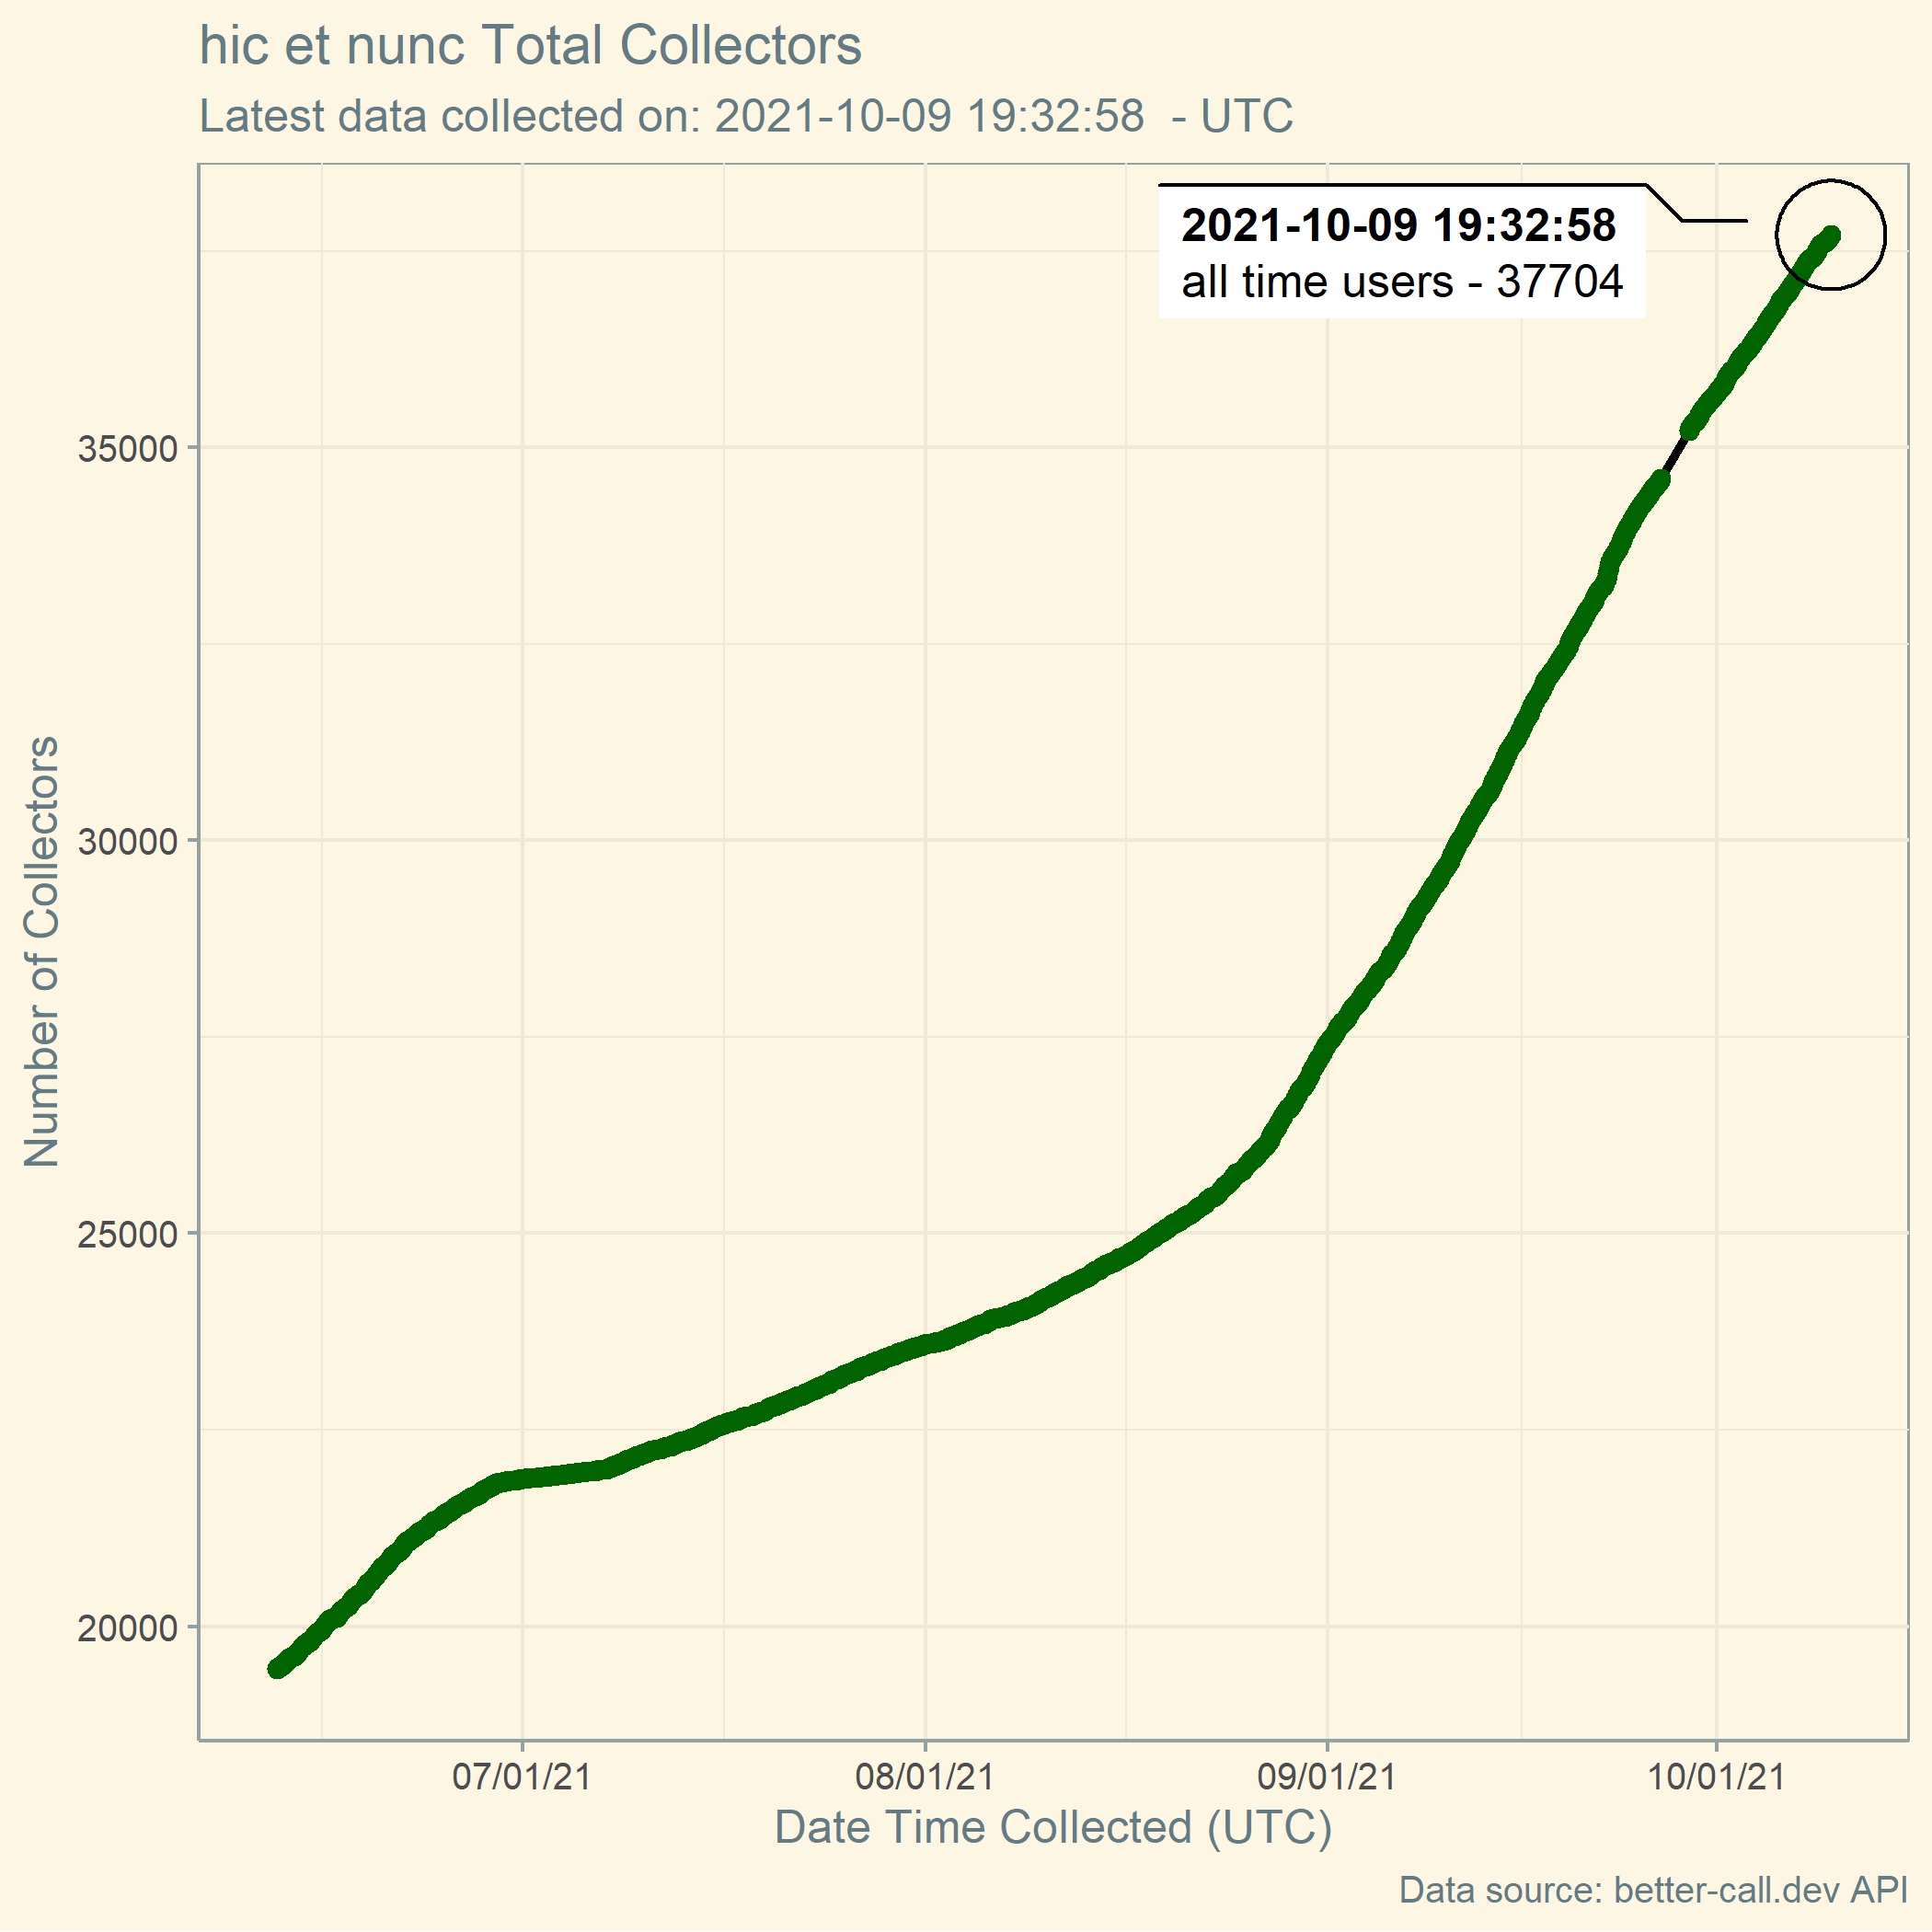 hic et nunc Total Collectors
Latest data collected on: 2021-10-09 19:32:58  - UTC
2021-10-09 19:32:58
all time users - 37704
Number of Collectors
35000
30000
25000
20000
07/01/21
08/01/21
09/01/21
10/01/21
Date Time Collected (UTC)
Data source: better-call.dev API